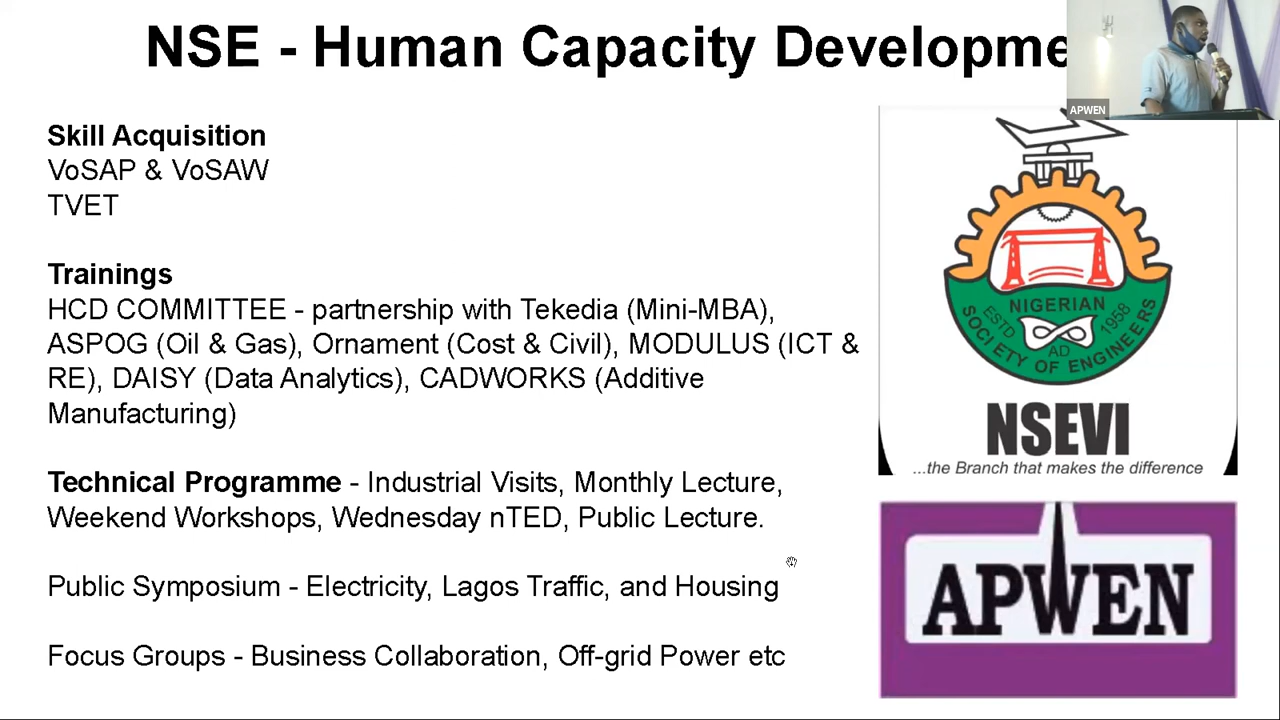 NSE - Human Capacity Developme
APWEN
Skill Acquisition
VoSAP & VoSAW
TVET
Trainings
HCD COMMITTEE - partnership with Tekedia (Mini-MBA),
ASPOG (Oil & Gas), Ornament (Cost & Civil), MODULUS (ICT &
RE), DAISY (Data Analytics), CADWORKS (Additive
Manufacturing)
Technical Programme - Industrial Visits, Monthly Lecture,
Weekend Workshops, Wednesday nTED, Public Lecture.
Public Symposium - Electricity, Lagos Traffic, and Housing
Focus Groups - Business Collaboration, Off-grid Power etc
NIGERIAN
SOCIETY OF ENGINEERS
ESTD 1958
AD
NSEVI
...the Branch that makes the difference
APWEN